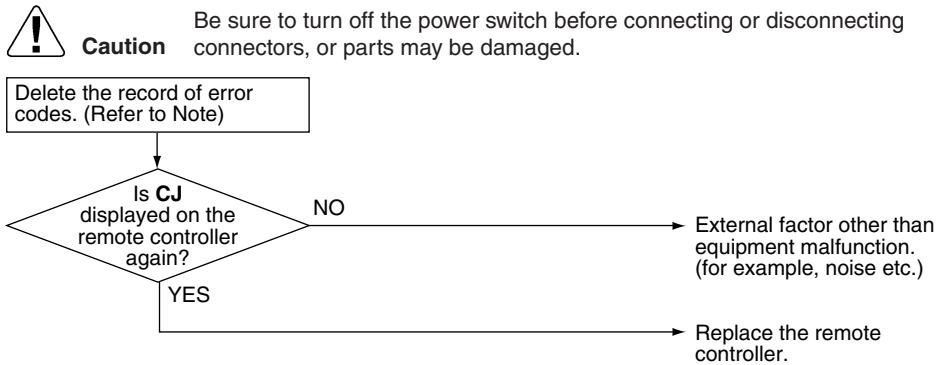 Be sure to turn off the power switch before connecting or disconnecting
Caution connectors, or parts may be damaged.
Delete the record of error
codes. (Refer to Note)
Is CJ
displayed on the
remote controller
again?
NO
External factor other than
equipment malfunction.
(for example, noise etc.)
YES
Replace the remote
controller.